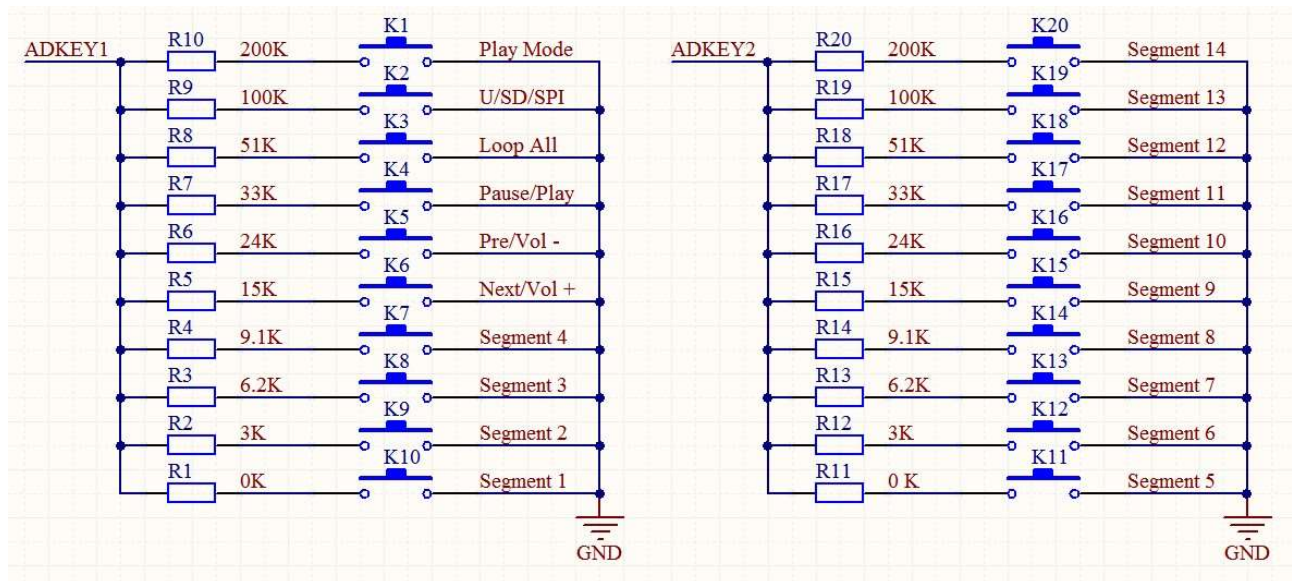 K1 K20
ADKEY1 R10 200K Play Mode ADKEY2 R20 200K Segment 14
K2 K19
R9 100K U/SD/SPI R19 100K Segment 13
K3 K18
R8 51K Loop All R18 51K Segment 12
K4 K17
R7 33K Pause/Play R17 33K Segment 11
K5 K16
R6 24K Pre/Vol - R16 24K Segment 10
K6 K15
R5 15K Next/Vol + R15 15K Segment 9
K7 K14
R4 9.1K Segment 4 R14 9.1K Segment 8
K8 K13
R3 6.2K Segment 3 R13 6.2K Segment 7
K9 K12
R2 3K Segment 2 R12 3K Segment 6
K10 K11
R1 0K Segment 1 R11 0 K Segment 5
GND GND